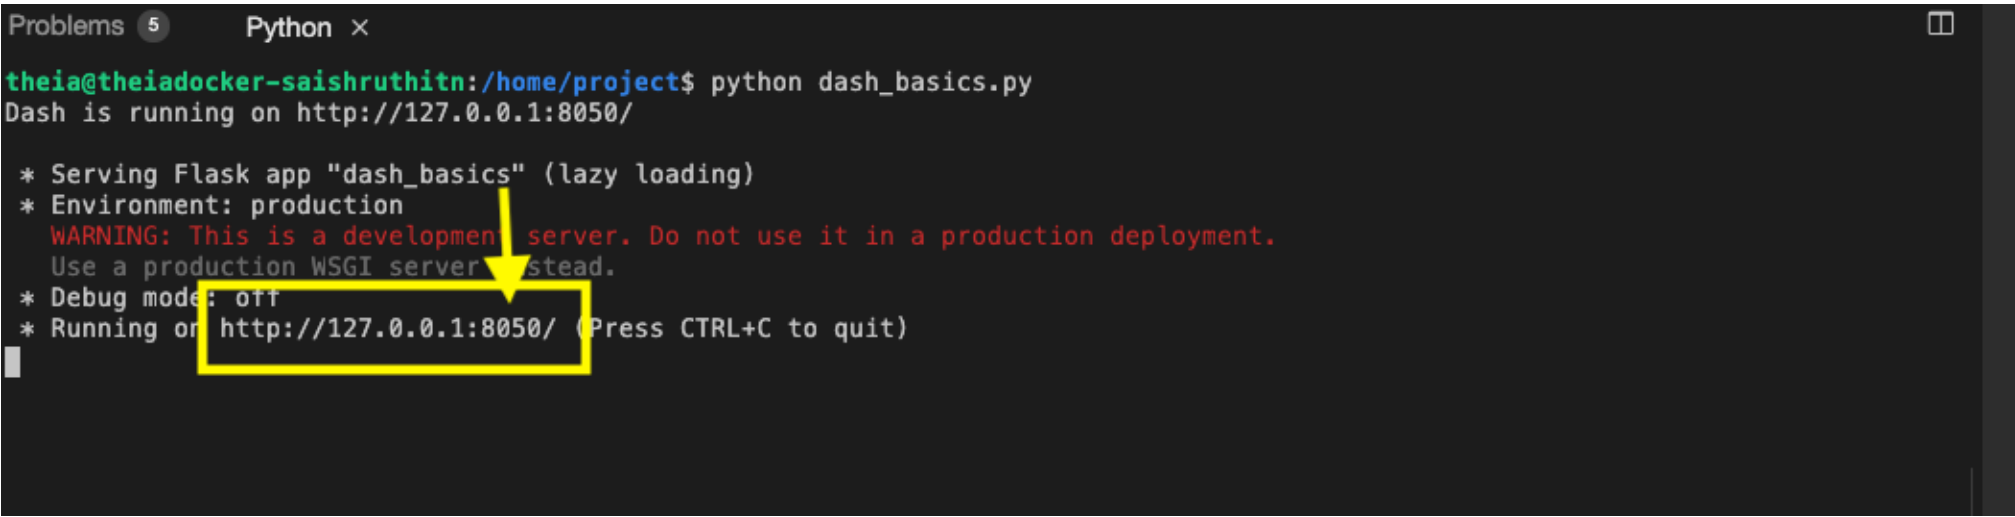 Problems 5 Python ×
theia@theiadocker-saishruthitn:/home/project$ python dash_basics.py
Dash is running on http://127.0.0.1:8050/
* Serving Flask app "dash_basics" (lazy loading)
* Environment: production
WARNING: This is a development server. Do not use it in a production deployment.
Use a production WSGI server instead.
* Debug mode: off
* Running on http://127.0.0.1:8050/ (Press CTRL+C to quit)